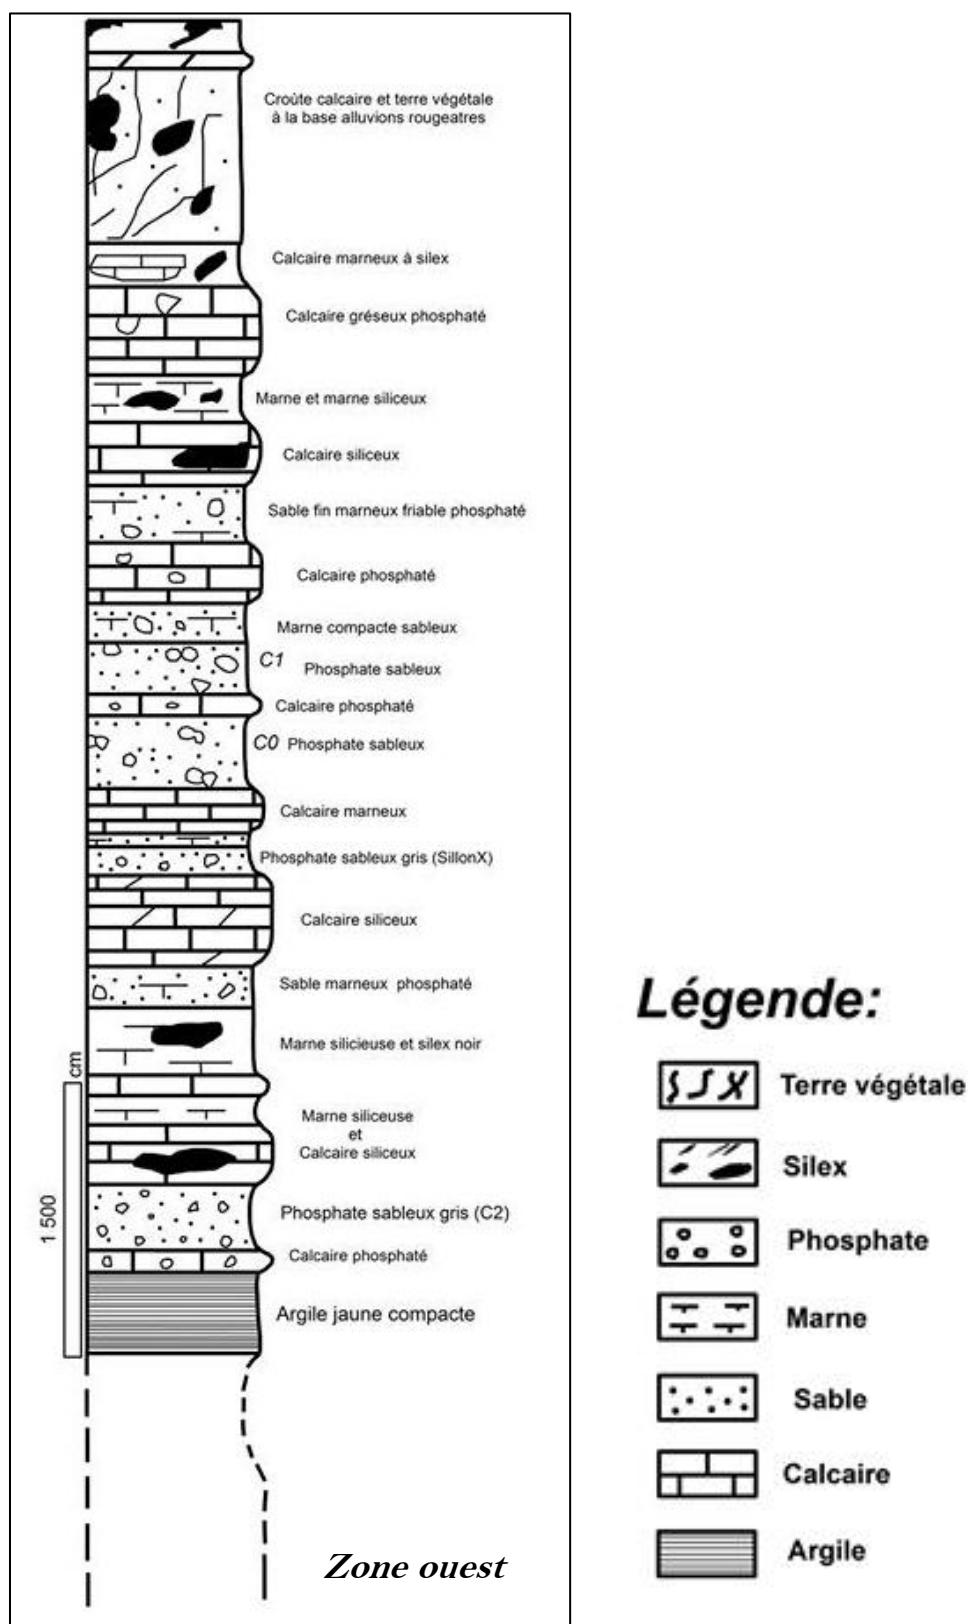 Croûte calcaire et terre végétale
à la base alluvions rougeatres
Calcaire marneux à silex
Calcaire gréseux phosphaté
Marne et marne siliceux
Calcaire siliceux
Sable fin marneux friable phosphaté
Calcaire phosphaté
Marne compacte sableux
C1 Phosphate sableux
Calcaire phosphaté
C0 Phosphate sableux
Calcaire marneux
Phosphate sableux gris (SillonX)
Calcaire siliceux
Sable marneux phosphaté
Marne silicieuse et silex noir
Marne siliceuse
et
Calcaire siliceux
Phosphate sableux gris (C2)
Calcaire phosphaté
Argile jaune compacte
cm
1 500
Zone ouest
Légende:
Terre végétale
Silex
Phosphate
Marne
Sable
Calcaire
Argile